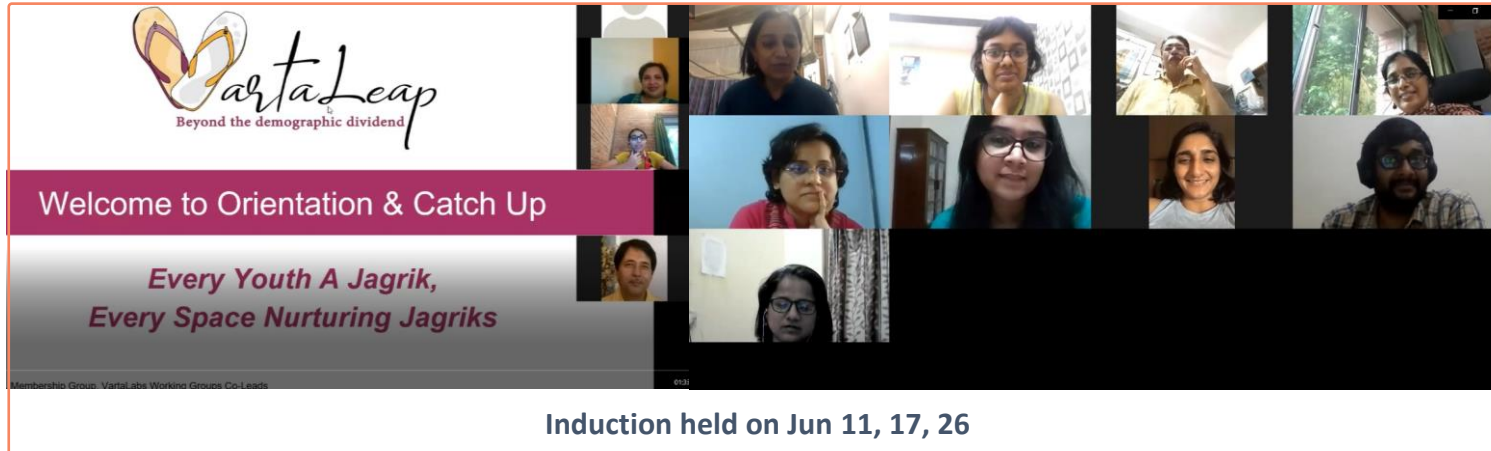 VartaLeap
Beyond the demographic dividend
Welcome to Orientation & Catch Up
Every Youth A Jagrik,
Every Space Nurturing Jagriks
Membership Group, VartaLabs Working Groups Co-Leads
Induction held on Jun 11, 17, 26